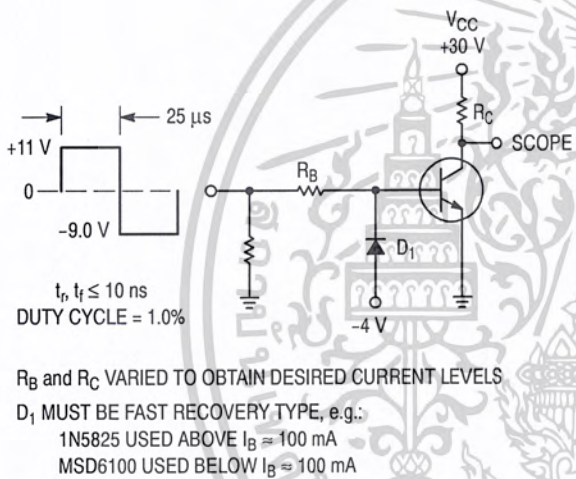 VCC
+30 V
25 μs
+11 V
RC
SCOPE
RB
0
D1
–9.0 V
–4 V
tr, tf ≤ 10 ns
DUTY CYCLE = 1.0%
RB and RC VARIED TO OBTAIN DESIRED CURRENT LEVELS
D1 MUST BE FAST RECOVERY TYPE, e.g.:
1N5825 USED ABOVE IB ≈ 100 mA
MSD6100 USED BELOW IB ≈ 100 mA